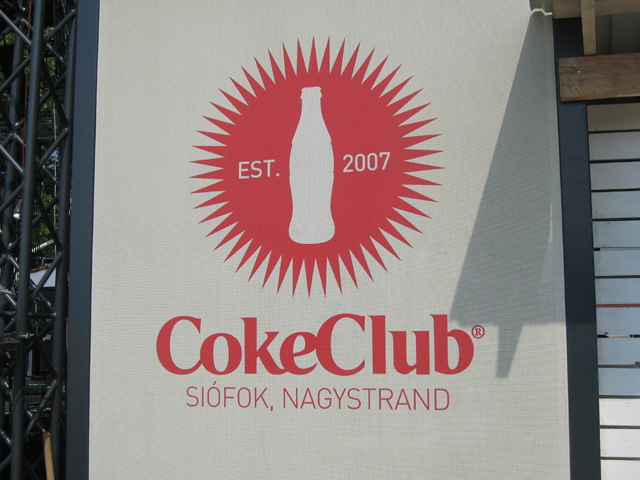 EST. 2007
CokeClub®
SIÓFOK, NAGYSTRAND